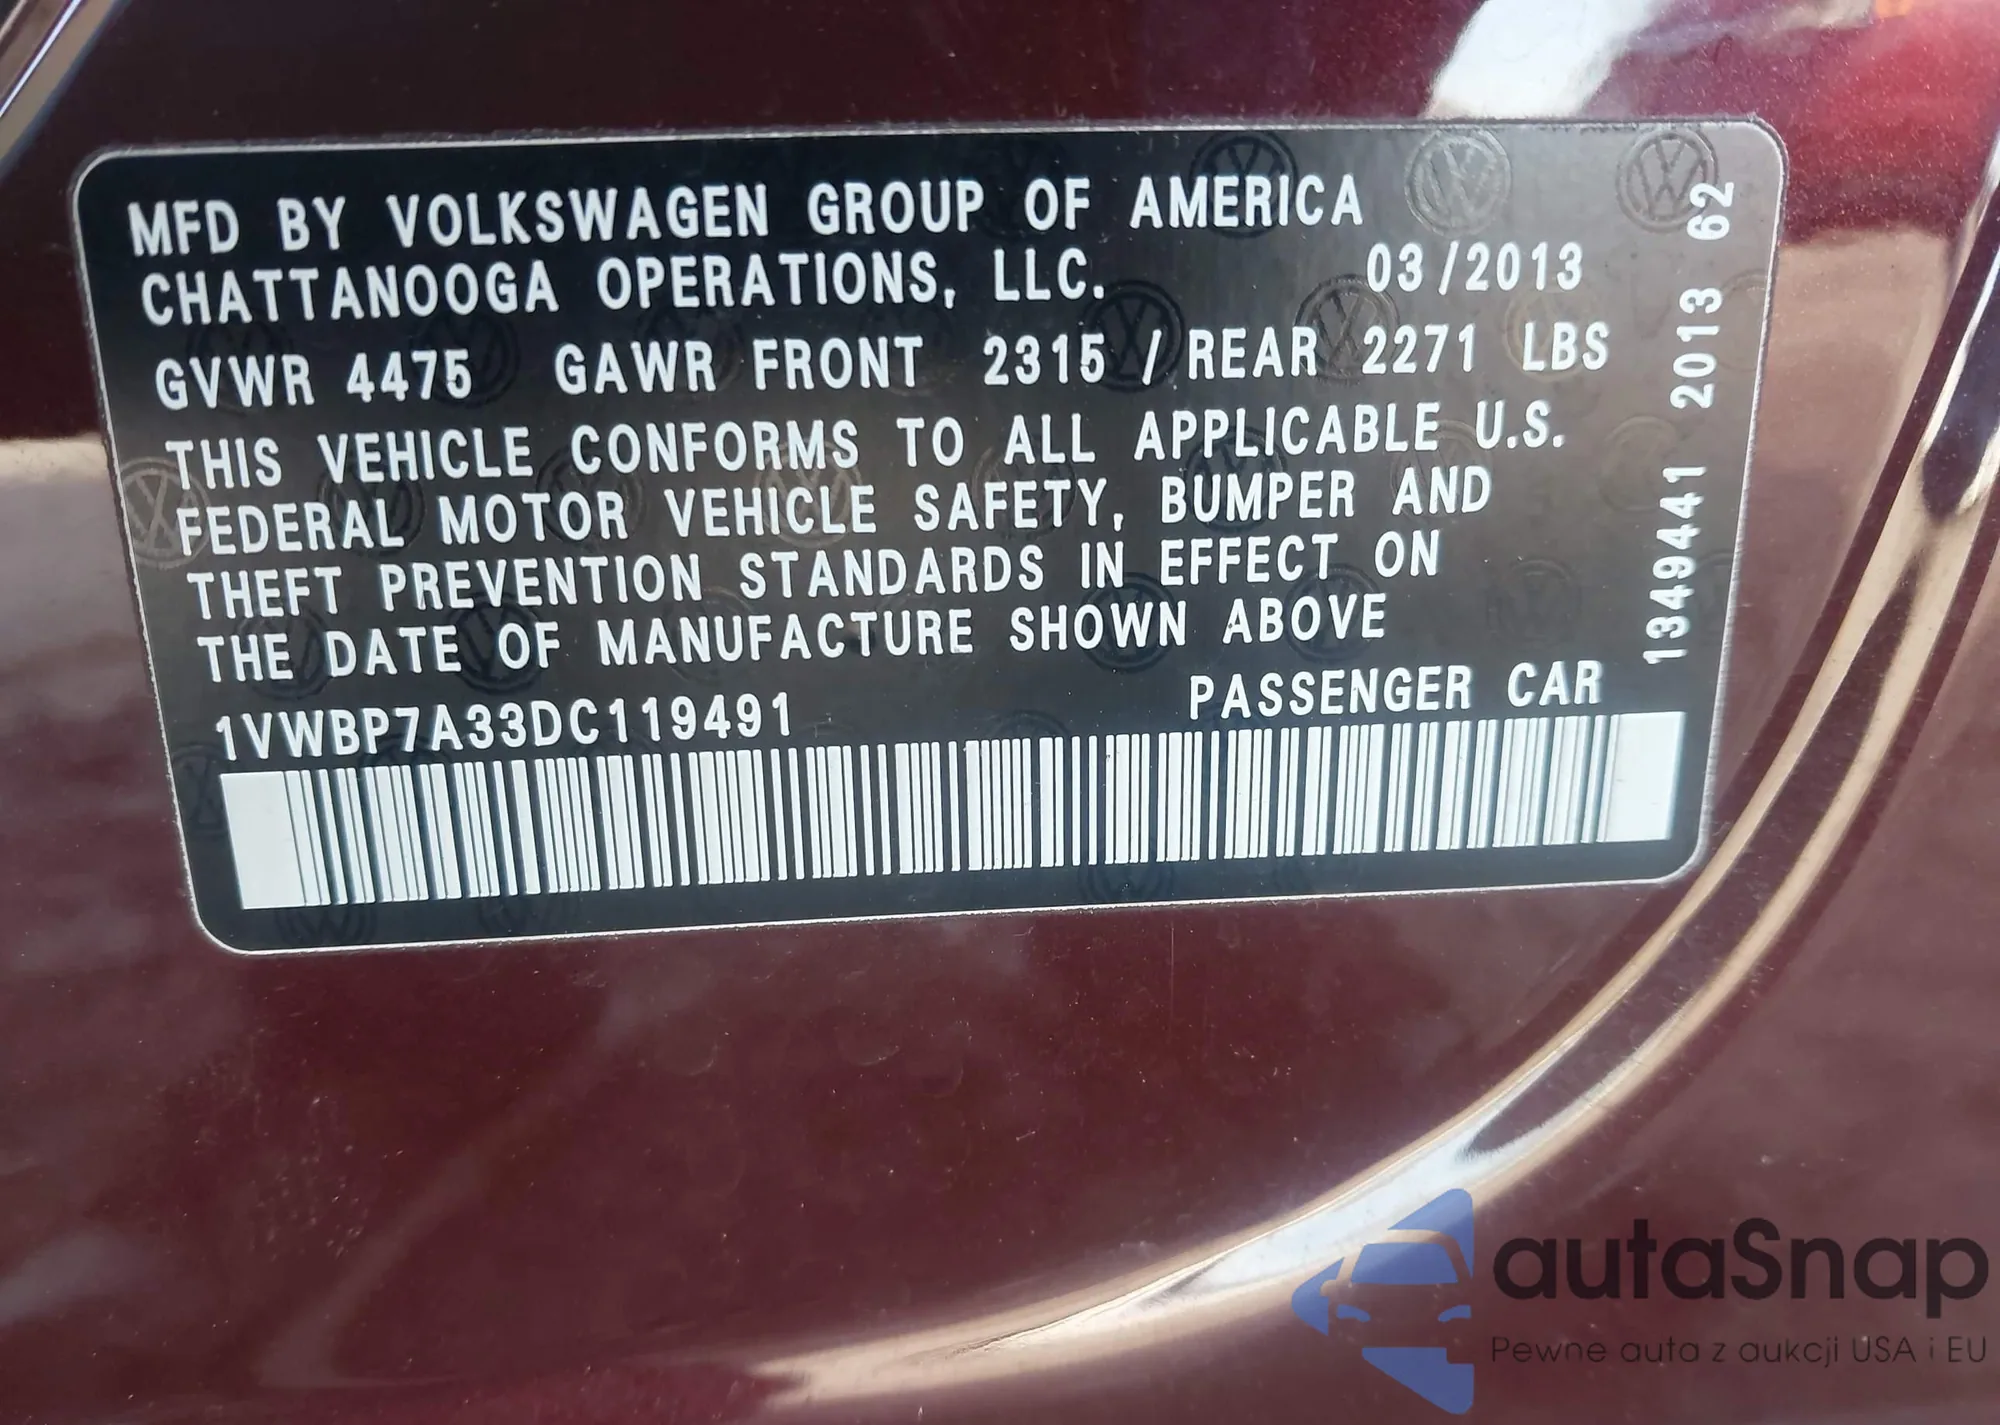 MFD BY VOLKSWAGEN GROUP OF AMERICA
CHATTANOOGA OPERATIONS, LLC. 03/2013
GVWR 4475 GAWR FRONT 2315 / REAR 2271 LBS
THIS VEHICLE CONFORMS TO ALL APPLICABLE U.S.
FEDERAL MOTOR VEHICLE SAFETY, BUMPER AND
THEFT PREVENTION STANDARDS IN EFFECT ON
THE DATE OF MANUFACTURE SHOWN ABOVE
1VWBP7A33DC119491 PASSENGER CAR
1349441 2013 62
autaSnap
Pewne auta z aukcji USA i EU